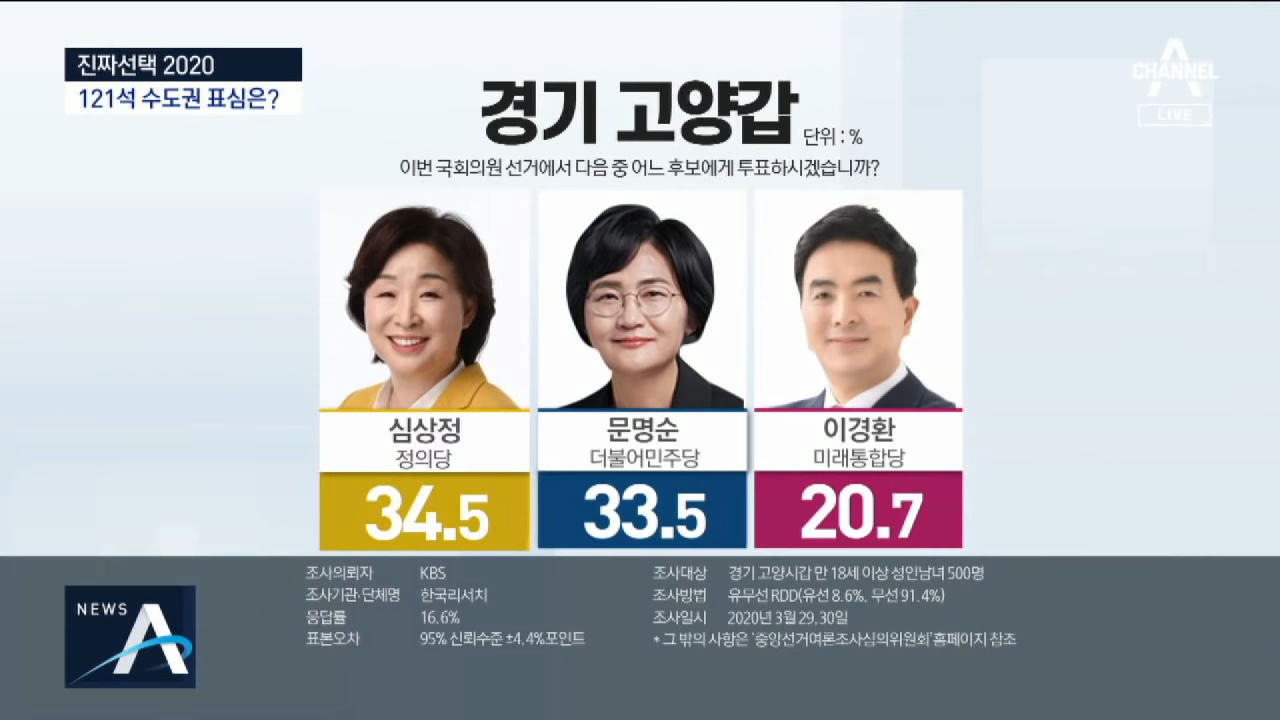 진짜선택 2020
121석 수도권 표심은?
CHANNEL A
LIVE
경기 고양갑 단위 : %
이번 국회의원 선거에서 다음 중 어느 후보에게 투표하시겠습니까?
심상정
정의당
34.5
문명순
더불어민주당
33.5
이경환
미래통합당
20.7
조사의뢰자 KBS
조사기관·단체명 한국리서치
응답률 16.6%
표본오차 95% 신뢰수준 ±4.4%포인트
조사대상 경기 고양시갑 만 18세 이상 성인남녀 500명
조사방법 유무선 RDD(유선 8.6%, 무선 91.4%)
조사일시 2020년 3월 29,30일
* 그 밖의 사항은 '중앙선거여론조사심의위원회' 홈페이지 참조
NEWS A